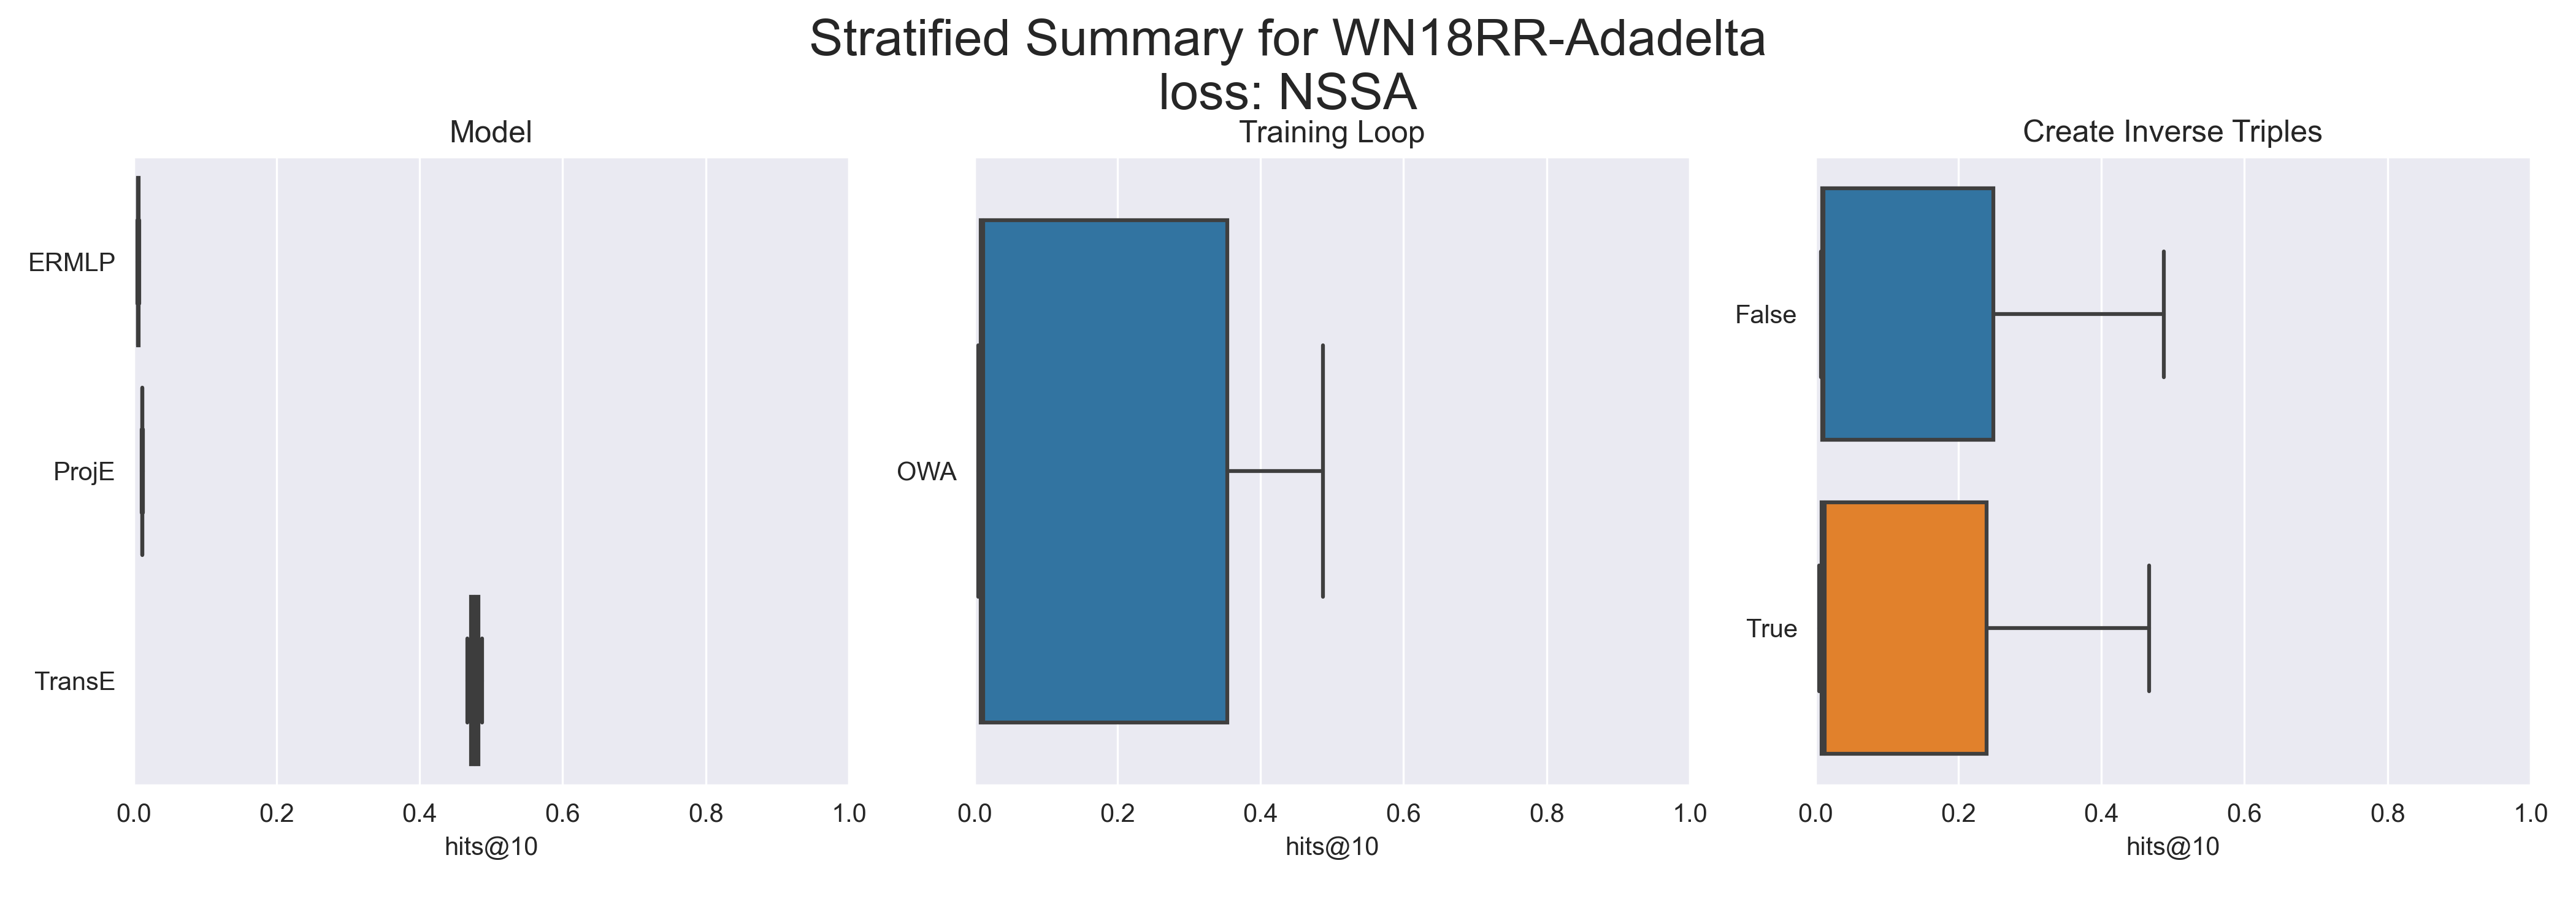 Stratified Summary for WN18RR-Adadelta
loss: NSSA
Model
ERMLP
ProjE
TransE
0.0 0.2 0.4 0.6 0.8 1.0
hits@10
Training Loop
OWA
0.0 0.2 0.4 0.6 0.8 1.0
hits@10
Create Inverse Triples
False
True
0.0 0.2 0.4 0.6 0.8 1.0
hits@10